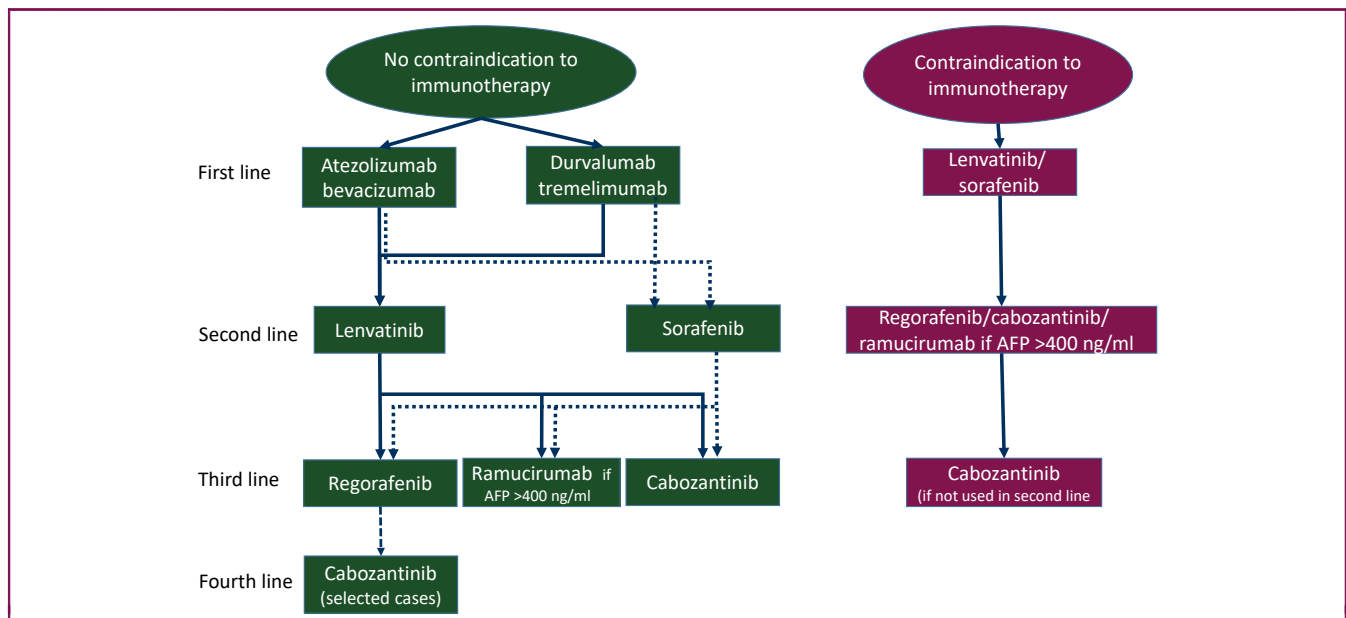 No contraindication to
immunotherapy
Contraindication to
immunotherapy
First line
Atezolizumab
bevacizumab
Durvalumab
tremelimumab
Lenvatinib/
sorafenib
Second line
Lenvatinib
Sorafenib
Regorafenib/cabozantinib/
ramucirumab if AFP >400 ng/ml
Third line
Regorafenib
Ramucirumab if
AFP >400 ng/ml
Cabozantinib
Cabozantinib
(if not used in second line
Fourth line
Cabozantinib
(selected cases)